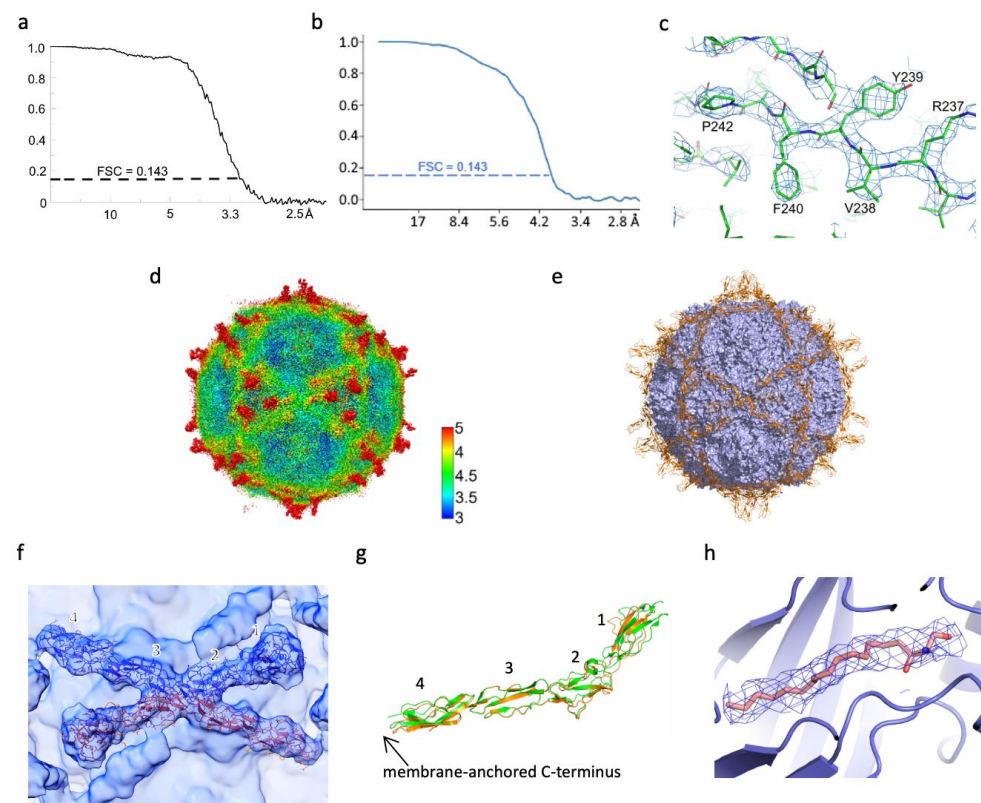 a
1.0
0.8
0.6
0.4
0.2
0
FSC = 0.143
10 5 3.3 2.5Å
b
1.0
0.8
0.6
0.4
0.2
0.0
FSC = 0.143
17 8.4 5.6 4.2 3.4 2.8 Å
c
Y239
R237
P242
F240
V238
d
5
4.5
4
3.5
3
e
f
4
3
2
1
g
1
2
3
4
membrane-anchored C-terminus
h